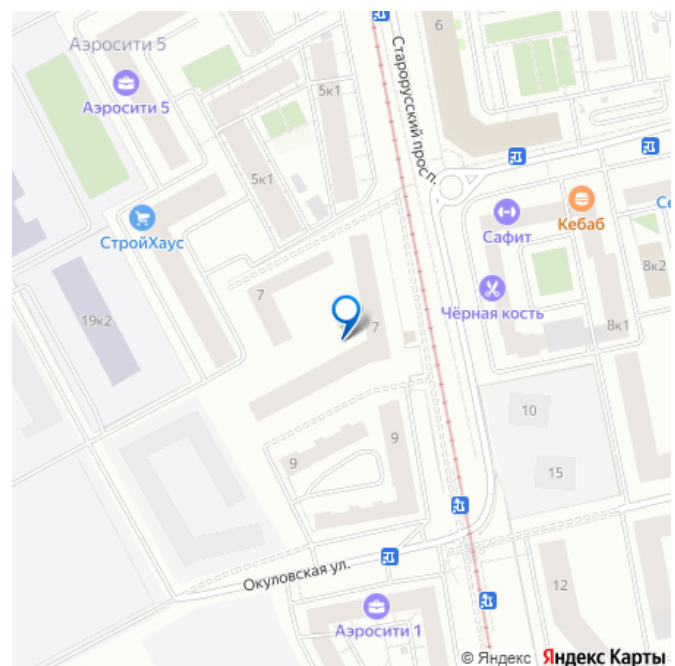 6
Аэросити 5
Старорусский просп.
Аэросити 5
5к1
5к1
Сафит
Кебаб
Се
СтройХаус
8к2
7
Чёрная кость
19к2
7
8к1
10
9
9
15
Окуловская ул.
12
Аэросити 1
© Яндекс Яндекс Карты